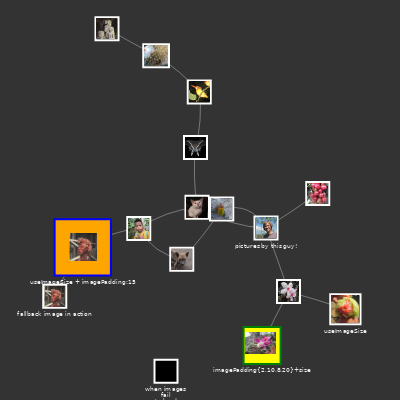 pictures by this guy!
useImageSize + imagePadding:15
fallback image in action
useImageSize
imagePadding{2,10,8,20}+size
when images
fail